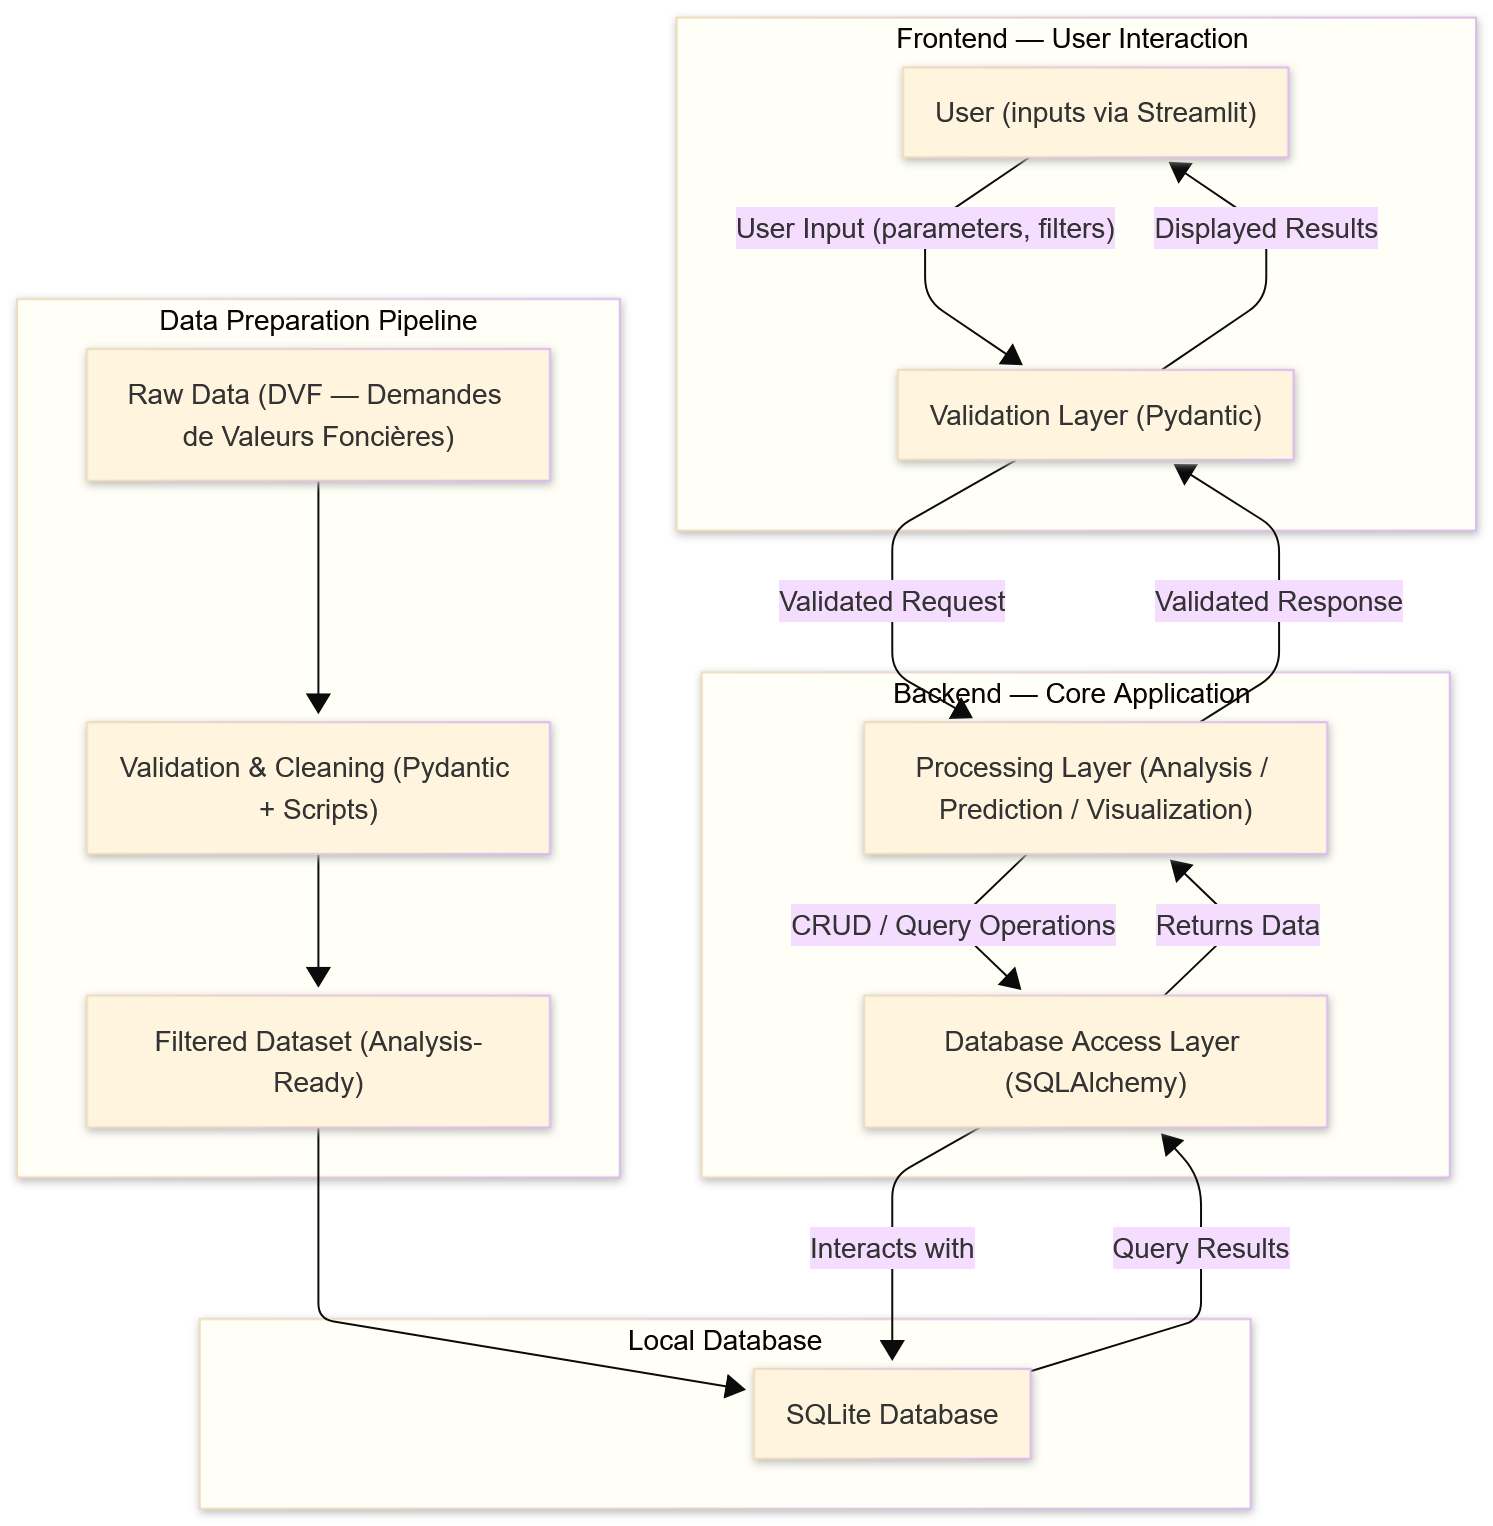 Frontend — User Interaction
User (inputs via Streamlit)
User Input (parameters, filters)
Displayed Results
Validation Layer (Pydantic)
Validated Request
Validated Response
Data Preparation Pipeline
Raw Data (DVF — Demandes
de Valeurs Foncières)
Validation & Cleaning (Pydantic
+ Scripts)
Filtered Dataset (Analysis-
Ready)
Backend — Core Application
Processing Layer (Analysis /
Prediction / Visualization)
CRUD / Query Operations
Returns Data
Database Access Layer
(SQLAlchemy)
Interacts with
Query Results
Local Database
SQLite Database